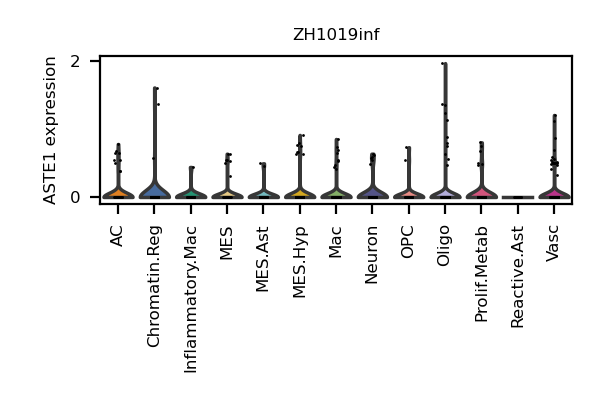 ZH1019inf
ASTE1 expression
2
0
AC
Chromatin.Reg
Inflammatory.Mac
MES
MES.Ast
MES.Hyp
Mac
Neuron
OPC
Oligo
Prolif.Metab
Reactive.Ast
Vasc